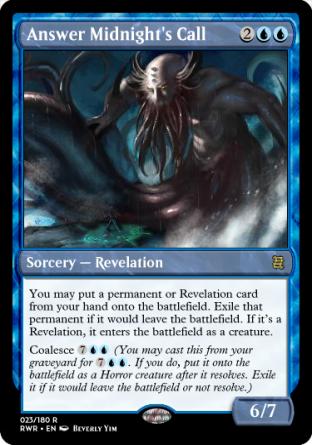 Answer Midnight's Call 2
Sorcery — Revelation
You may put a permanent or Revelation card
from your hand onto the battlefield. Exile that
permanent if it would leave the battlefield. If it's a
Revelation, it enters the battlefield as a creature.
Coalesce 7 (You may cast this from your
graveyard for 7. If you do, put it onto the
battlefield as a Horror creature after it resolves. Exile
it if it would leave the battlefield or not resolve.)
6/7
023/180 R
RWR • EN Beverly Yim